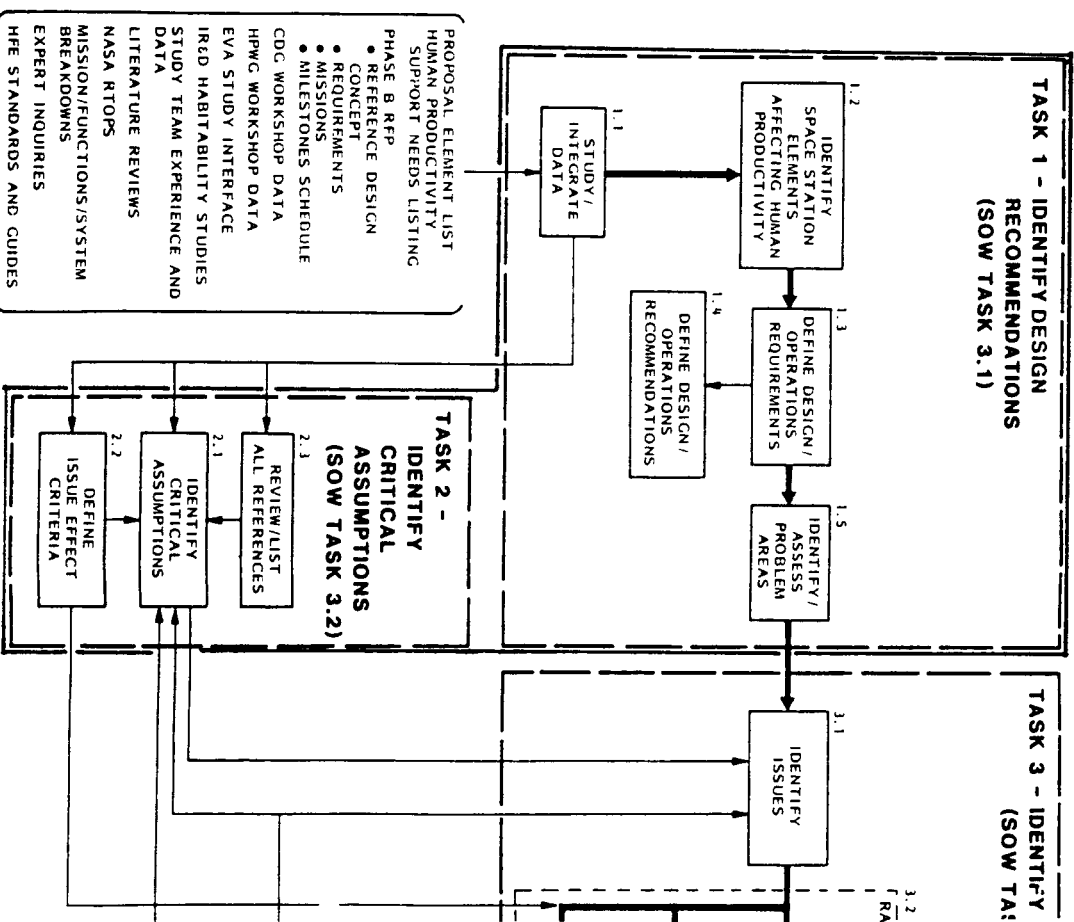 TASK 1 - IDENTIFY DESIGN
RECOMMENDATIONS
(SOW TASK 3.1)
1.2
IDENTIFY
SPACE STATION
ELEMENTS
AFFECTING HUMAN
PRODUCTIVITY
1.3
DEFINE DESIGN/
OPERATIONS
REQUIREMENTS
1.5
IDENTIFY/
ASSESS
PROBLEM
AREAS
1.1
STUDY/
INTEGRATE
DATA
1.4
DEFINE DESIGN/
OPERATIONS
RECOMMENDATIONS
PROPOSAL ELEMENT LIST
HUMAN PRODUCTIVITY
SUPPORT NEEDS LISTING
PHASE B RFP
• REFERENCE DESIGN
CONCEPT
• REQUIREMENTS
• MISSIONS
• MILESTONES SCHEDULE
CDG WORKSHOP DATA
HPWG WORKSHOP DATA
EVA STUDY INTERFACE
IR&D HABITABILITY STUDIES
STUDY TEAM EXPERIENCE AND
DATA
LITERATURE REVIEWS
NASA RTOPS
MISSION/FUNCTIONS/SYSTEM
BREAKDOWNS
EXPERT INQUIRIES
HFE STANDARDS AND GUIDES
TASK 2 -
IDENTIFY
CRITICAL
ASSUMPTIONS
(SOW TASK 3.2)
2.3
REVIEW/LIST
ALL REFERENCES
2.1
IDENTIFY
CRITICAL
ASSUMPTIONS
2.2
DEFINE
ISSUE EFFECT
CRITERIA
TASK 3 - IDENTIFY
(SOW TAS
3.1
IDENTIFY
ISSUES
3.2
RA